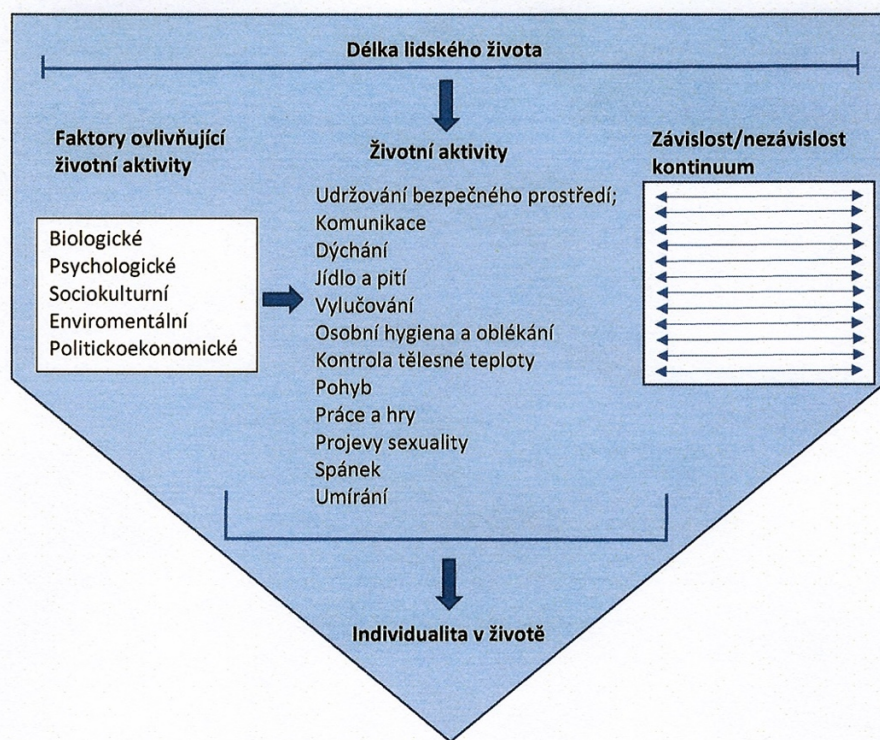 Délka lidského života
Faktory ovlivňující
životní aktivity
Biologické
Psychologické
Sociokulturní
Enviromentální
Politickoekonomické
Životní aktivity
Udržování bezpečného prostředí;
Komunikace
Dýchání
Jídlo a pití
Vylučování
Osobní hygiena a oblékání
Kontrola tělesné teploty
Pohyb
Práce a hry
Projevy sexuality
Spánek
Umírání
Závislost/nezávislost
kontinuum
Individualita v životě